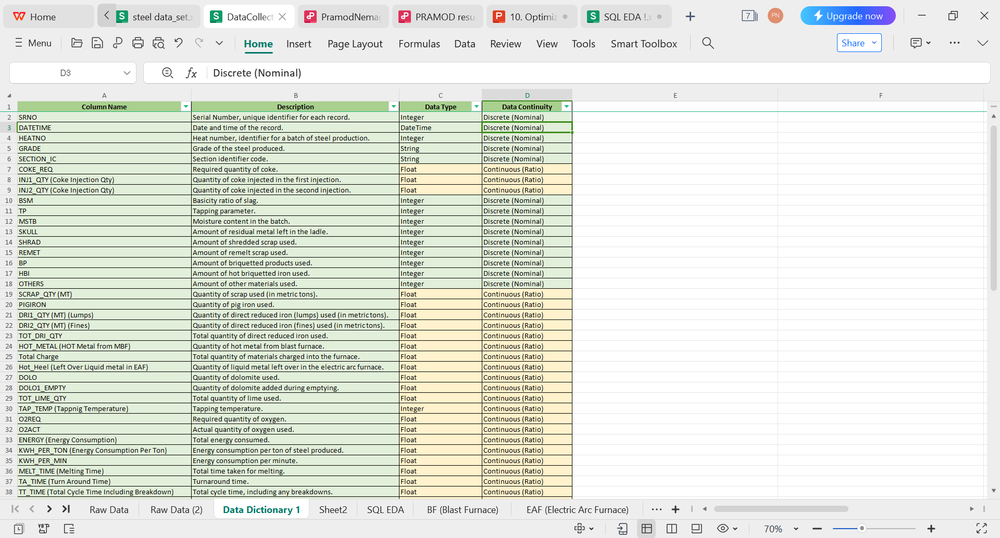 Home
steel data_set.x
DataCollect
PramodNemag
PRAMOD resu
10. Optimiz
SQL EDA !.x
7
PN
Upgrade now
Menu
Home
Insert
Page Layout
Formulas
Data
Review
View
Tools
Smart Toolbox
Share
D3
fx
Discrete (Nominal)
A B C D E F
1 Column Name Description Data Type Data Continuity
2 SRNO Serial Number, unique identifier for each record. Integer Discrete (Nominal)
3 DATETIME Date and time of the record. DateTime Discrete (Nominal)
4 HEATNO Heat number, identifier for a batch of steel production. Integer Discrete (Nominal)
5 GRADE Grade of the steel produced. String Discrete (Nominal)
6 SECTION_IC Section identifier code. String Discrete (Nominal)
7 COKE_REQ Required quantity of coke. Float Continuous (Ratio)
8 INJ1_QTY (Coke Injection Qty) Quantity of coke injected in the first injection. Float Continuous (Ratio)
9 INJ2_QTY (Coke Injection Qty) Quantity of coke injected in the second injection. Float Continuous (Ratio)
10 BSM Basicity ratio of slag. Integer Discrete (Nominal)
11 TP Tapping parameter. Integer Discrete (Nominal)
12 MSTB Moisture content in the batch. Integer Discrete (Nominal)
13 SKULL Amount of residual metal left in the ladle. Integer Discrete (Nominal)
14 SHRAD Amount of shredded scrap used. Integer Discrete (Nominal)
15 REMET Amount of remelt scrap used. Integer Discrete (Nominal)
16 BP Amount of briquetted products used. Integer Discrete (Nominal)
17 HBI Amount of hot briquetted iron used. Integer Discrete (Nominal)
18 OTHERS Amount of other materials used. Integer Discrete (Nominal)
19 SCRAP_QTY (MT) Quantity of scrap used (in metric tons). Float Continuous (Ratio)
20 PIGIRON Quantity of pig iron used. Float Continuous (Ratio)
21 DRI1_QTY (MT) (Lumps) Quantity of direct reduced iron (lumps) used (in metric tons). Float Continuous (Ratio)
22 DRI2_QTY (MT) (Fines) Quantity of direct reduced iron (fines) used (in metric tons). Float Continuous (Ratio)
23 TOT_DRI_QTY Total quantity of direct reduced iron used. Float Continuous (Ratio)
24 HOT_METAL (HOT Metal from MBF) Quantity of hot metal from blast furnace. Float Continuous (Ratio)
25 Total Charge Total quantity of materials charged into the furnace. Float Continuous (Ratio)
26 Hot_Heel (Left Over Liquid metal in EAF) Quantity of liquid metal left over in the electric arc furnace. Float Continuous (Ratio)
27 DOLO Quantity of dolomite used. Float Continuous (Ratio)
28 DOLO1_EMPTY Quantity of dolomite added during emptying. Float Continuous (Ratio)
29 TOT_LIME_QTY Total quantity of lime used. Float Continuous (Ratio)
30 TAP_TEMP (Tappnig Temperature) Tapping temperature. Integer Continuous (Ratio)
31 O2REQ Required quantity of oxygen. Float Continuous (Ratio)
32 O2ACT Actual quantity of oxygen used. Float Continuous (Ratio)
33 ENERGY (Energy Consumption) Total energy consumed. Float Continuous (Ratio)
34 KWH_PER_TON (Energy Consumption Per Ton) Energy consumption per ton of steel produced. Float Continuous (Ratio)
35 KWH_PER_MIN Energy consumption per minute. Float Continuous (Ratio)
36 MELT_TIME (Melting Time) Total time taken for melting. Float Continuous (Ratio)
37 TA_TIME (Turn Around Time) Turnaround time. Float Continuous (Ratio)
38 TT_TIME (Total Cycle Time Including Breakdown) Total cycle time, including any breakdowns. Float Continuous (Ratio)
Raw Data
Raw Data (2)
Data Dictionary 1
Sheet2
SQL EDA
BF (Blast Furnace)
EAF (Electric Arc Furnace)
70%